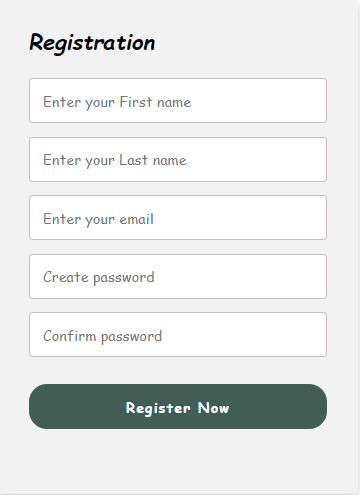 Registration
Enter your First name
Enter your Last name
Enter your email
Create password
Confirm password
Register Now